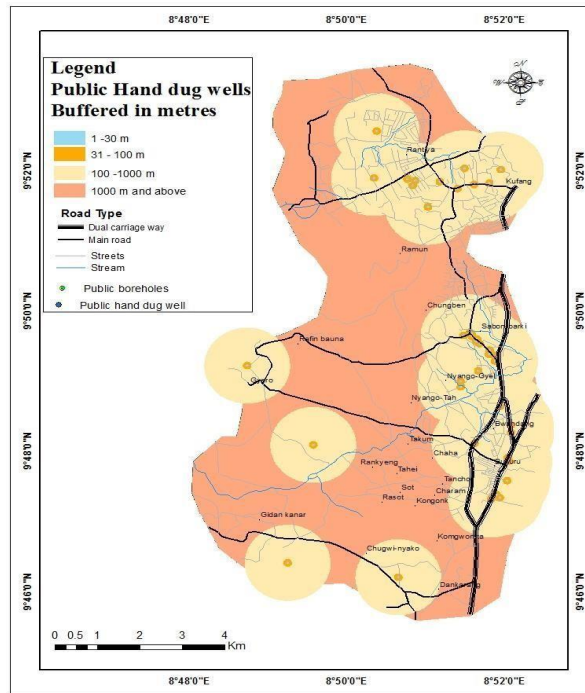 8°48'0"E 8°50'0"E 8°52'0"E
Legend
Public Hand dug wells
Buffered in metres
1 -30 m
31 - 100 m
100 -1000 m
1000 m and above
Road Type
Dual carriage way
Main road
Streets
Stream
Public boreholes
Public hand dug well
N
9°52'0"N 9°52'0"N
Rantya
Kufang
Ramun
9°50'0"N 9°50'0"N
Chungben
Sabon barki
Rafin bauna
Gyero
Nyango-Gyel
Nyango-Tah
Bwandang
9°48'0"N 9°48'0"N
Takum
Chaha
Rankyeng
Tahei
Tancho
Sot
Charam
Rasot
Kongonk
Gidan kanar
Chugwi-nyako
9°46'0"N 9°46'0"N
0 0.5 1 2 3 4
Km
8°48'0"E 8°50'0"E 8°52'0"E